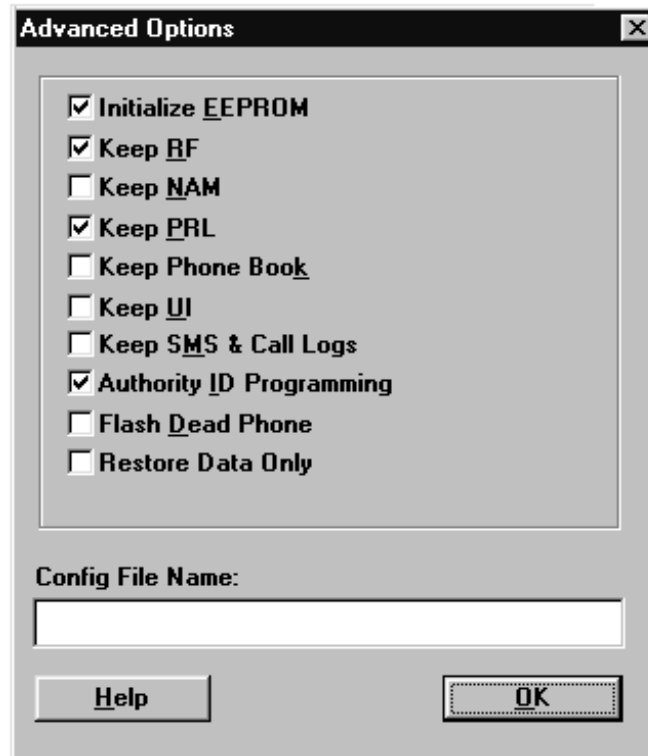 Advanced Options
Initialize EEPROM
Keep RF
Keep NAM
Keep PRL
Keep Phone Book
Keep UI
Keep SMS & Call Logs
Authority ID Programming
Flash Dead Phone
Restore Data Only
Config File Name:
Help
OK